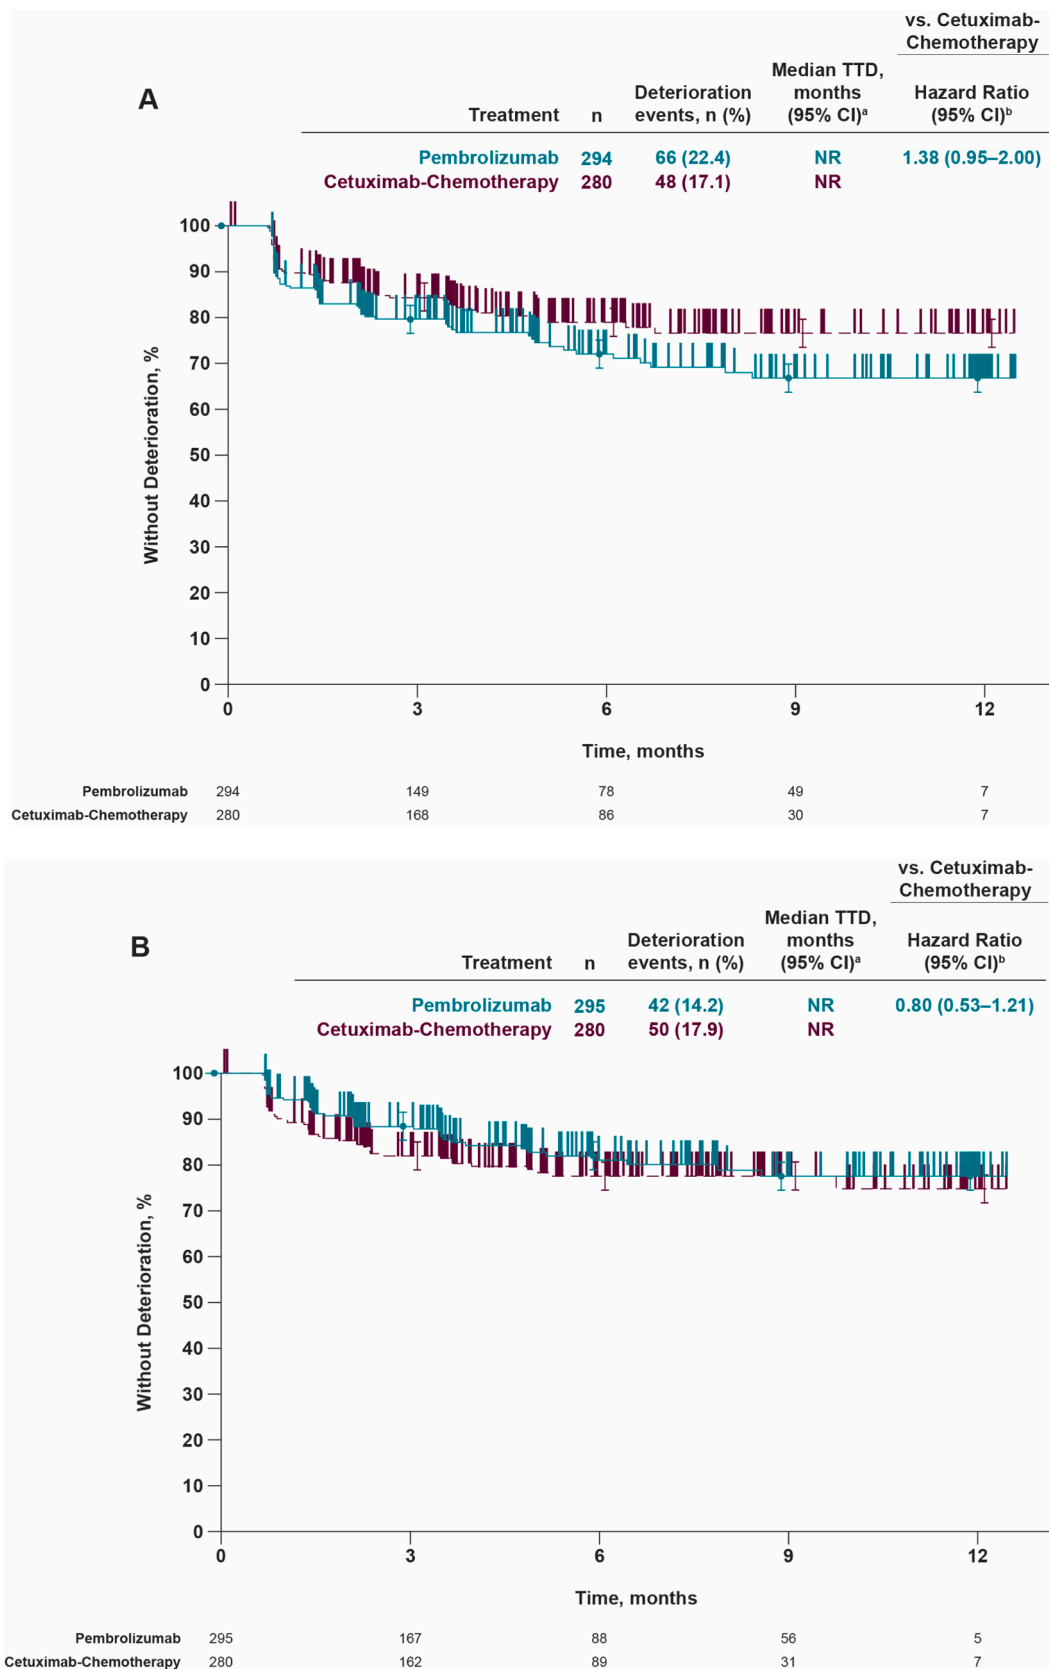 vs. Cetuximab-
Chemotherapy
A
Treatment n Deterioration events, n (%) Median TTD, months (95% CI)a Hazard Ratio (95% CI)b
Pembrolizumab 294 66 (22.4) NR 1.38 (0.95–2.00)
Cetuximab-Chemotherapy 280 48 (17.1) NR
100
90
80
70
60
50
40
30
20
10
0
Without Deterioration, %
0 3 6 9 12
Time, months
Pembrolizumab 294 149 78 49 7
Cetuximab-Chemotherapy 280 168 86 30 7
vs. Cetuximab-
Chemotherapy
B
Treatment n Deterioration events, n (%) Median TTD, months (95% CI)a Hazard Ratio (95% CI)b
Pembrolizumab 295 42 (14.2) NR 0.80 (0.53–1.21)
Cetuximab-Chemotherapy 280 50 (17.9) NR
100
90
80
70
60
50
40
30
20
10
0
Without Deterioration, %
0 3 6 9 12
Time, months
Pembrolizumab 295 167 88 56 5
Cetuximab-Chemotherapy 280 162 89 31 7